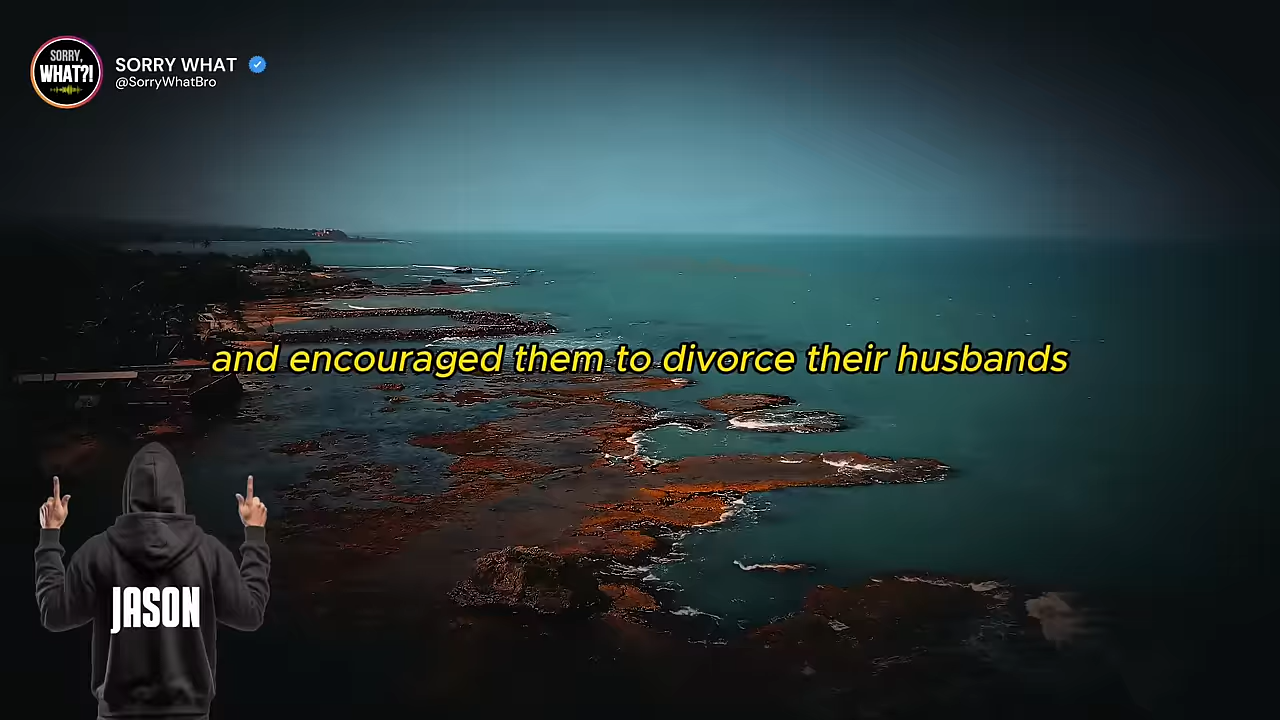 SORRY,
WHAT?!
SORRY WHAT
@SorryWhatBro
and encouraged them to divorce their husbands
JASON